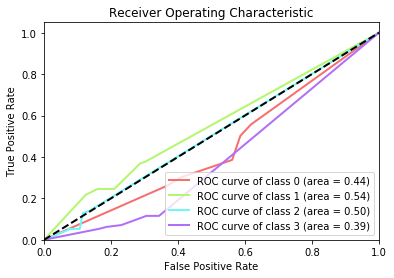 Receiver Operating Characteristic
1.0
0.8
0.6
0.4
0.2
0.0
True Positive Rate
ROC curve of class 0 (area = 0.44)
ROC curve of class 1 (area = 0.54)
ROC curve of class 2 (area = 0.50)
ROC curve of class 3 (area = 0.39)
0.0 0.2 0.4 0.6 0.8 1.0
False Positive Rate